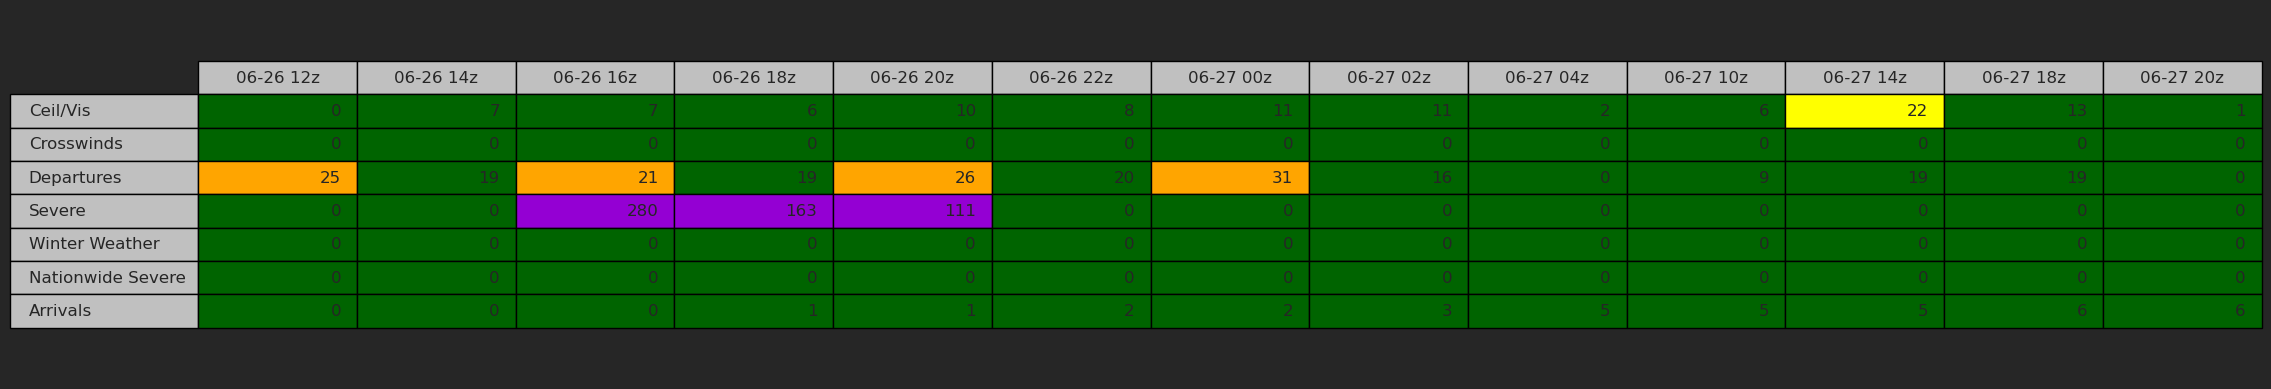 06-26 12z 06-26 14z 06-26 16z 06-26 18z 06-26 20z 06-26 22z 06-27 00z 06-27 02z 06-27 04z 06-27 10z 06-27 14z 06-27 18z 06-27 20z
Ceil/Vis 0 7 7 6 10 8 11 11 2 6 22 13 1
Crosswinds 0 0 0 0 0 0 0 0 0 0 0 0 0
Departures 25 19 21 19 26 20 31 16 0 9 19 19 0
Severe 0 0 280 163 111 0 0 0 0 0 0 0 0
Winter Weather 0 0 0 0 0 0 0 0 0 0 0 0 0
Nationwide Severe 0 0 0 0 0 0 0 0 0 0 0 0 0
Arrivals 0 0 0 1 1 2 2 3 5 5 5 6 6